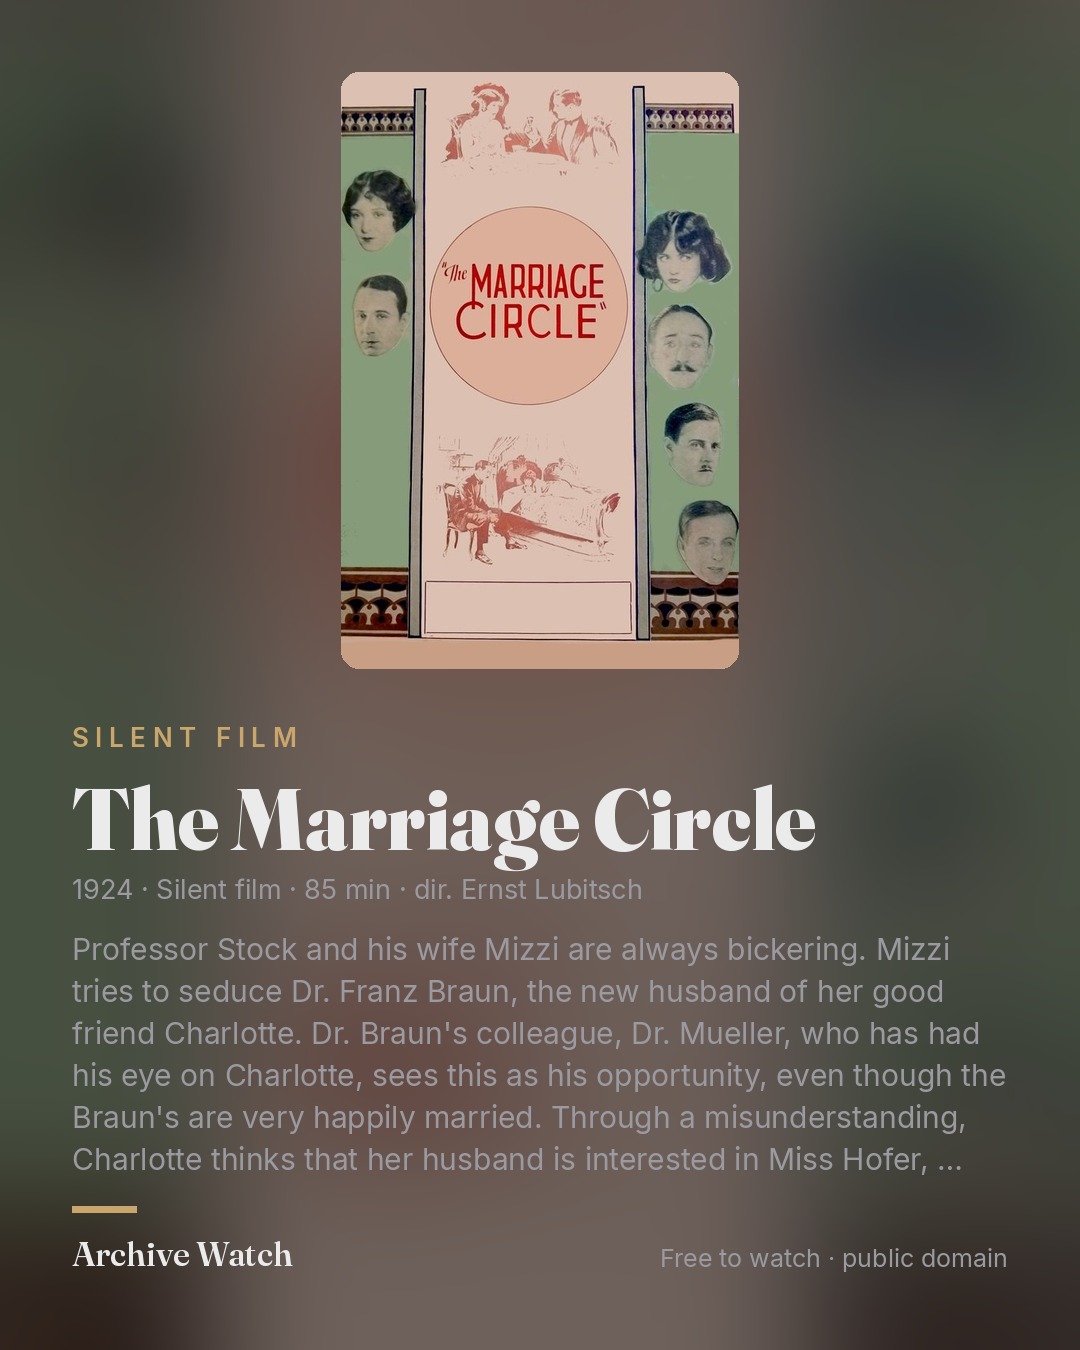 "The MARRIAGE
CIRCLE"
SILENT FILM
The Marriage Circle
1924 · Silent film · 85 min · dir. Ernst Lubitsch
Professor Stock and his wife Mizzi are always bickering. Mizzi
tries to seduce Dr. Franz Braun, the new husband of her good
friend Charlotte. Dr. Braun's colleague, Dr. Mueller, who has had
his eye on Charlotte, sees this as his opportunity, even though the
Braun's are very happily married. Through a misunderstanding,
Charlotte thinks that her husband is interested in Miss Hofer, ...
Archive Watch
Free to watch · public domain